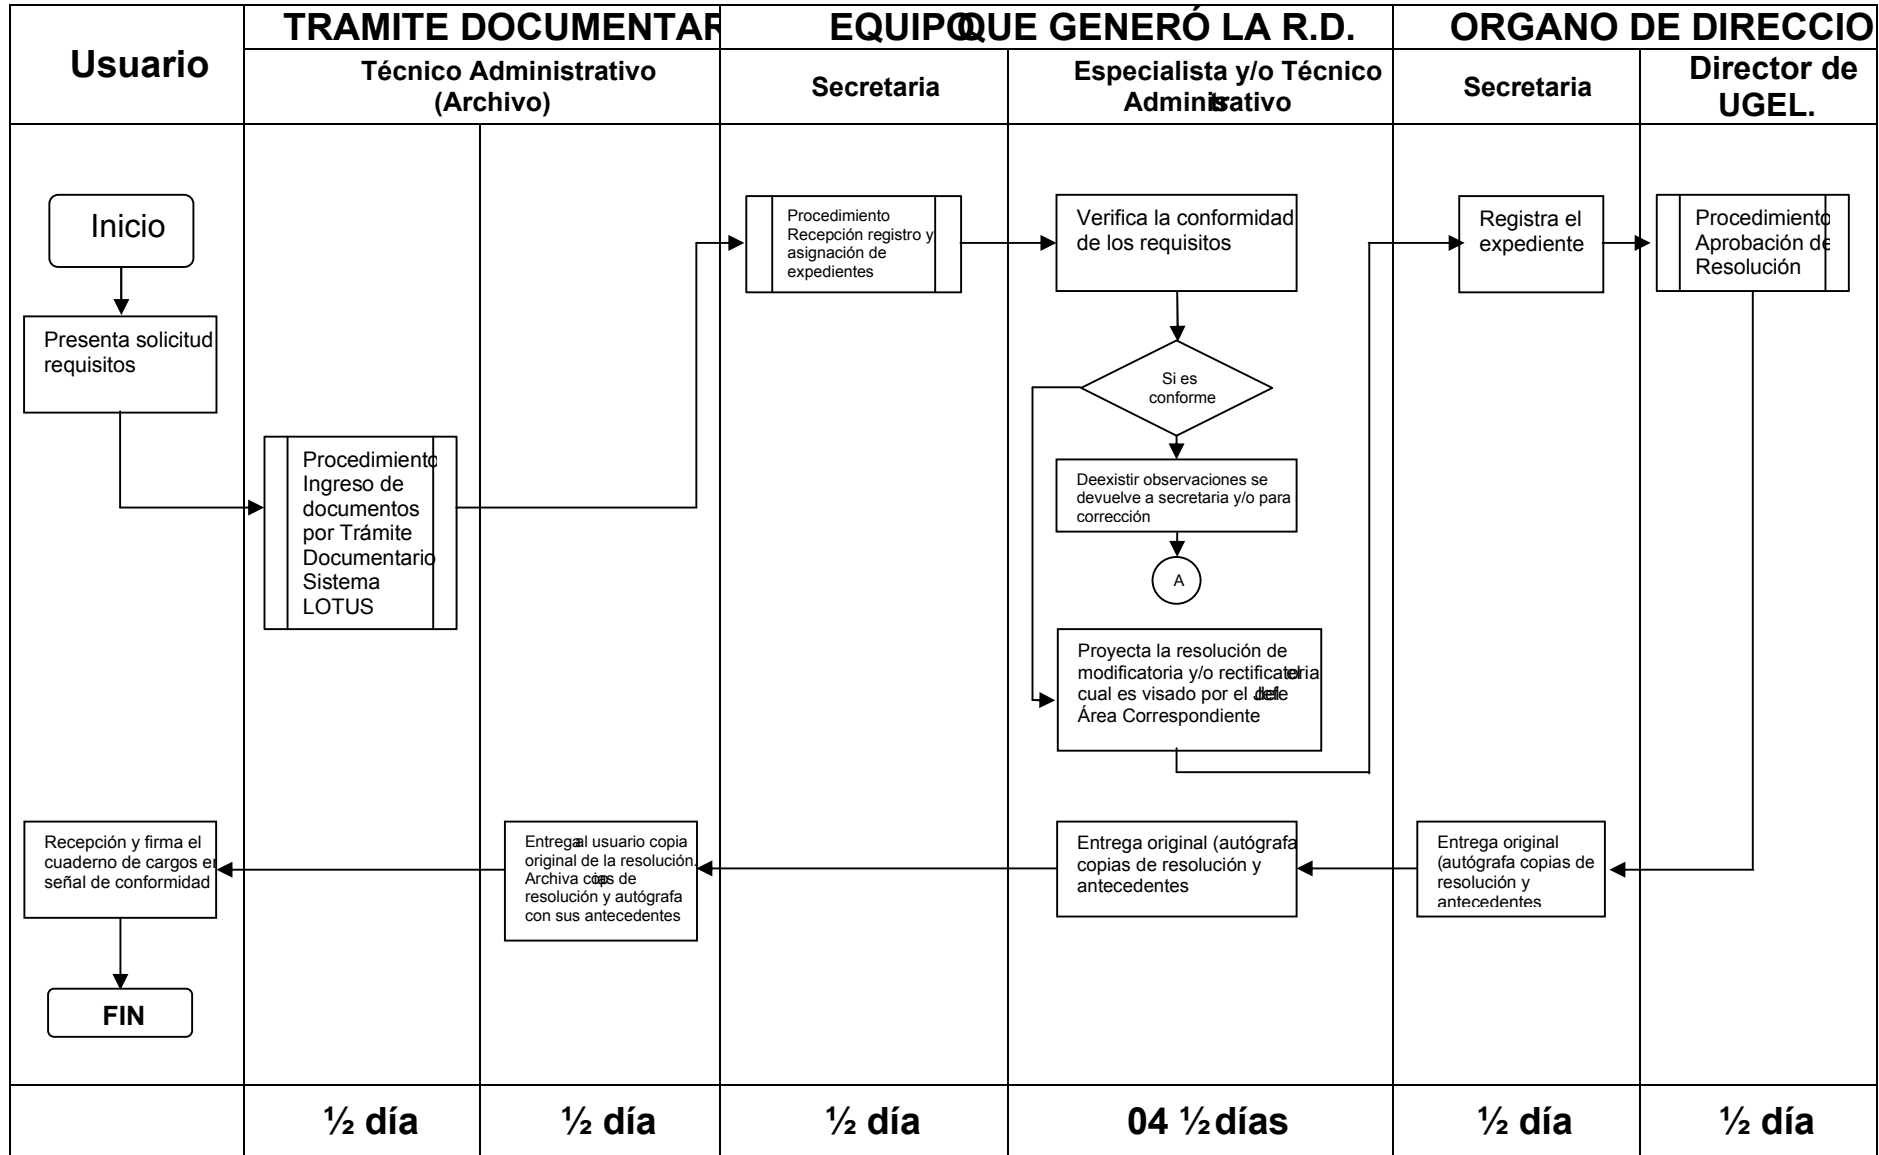 TRAMITE DOCUMENTAR
EQUIPO QUE GENERÓ LA R.D.
ORGANO DE DIRECCIO
Usuario
Técnico Administrativo
(Archivo)
Secretaria
Especialista y/o Técnico
Administrativo
Secretaria
Director de
UGEL.
Inicio
Presenta solicitud
requisitos
Procedimiento
Ingreso de
documentos
por Trámite
Documentario
Sistema
LOTUS
Procedimiento
Recepción registro y
asignación de
expedientes
Verifica la conformidad
de los requisitos
Si es
conforme
Deexistir observaciones se
devuelve a secretaria y/o para
corrección
A
Proyecta la resolución de
modificatoria y/o rectificatoria el
cual es visado por el Jefe
Área Correspondiente
Registra el
expediente
Procedimiento
Aprobación de
Resolución
Recepción y firma el
cuaderno de cargos en
señal de conformidad
Entrega al usuario copia
original de la resolución.
Archiva copias de
resolución y autógrafa
con sus antecedentes
Entrega original (autógrafa
copias de resolución y
antecedentes
Entrega original
(autógrafa copias de
resolución y
antecedentes
FIN
½ día
½ día
½ día
04 ½ días
½ día
½ día